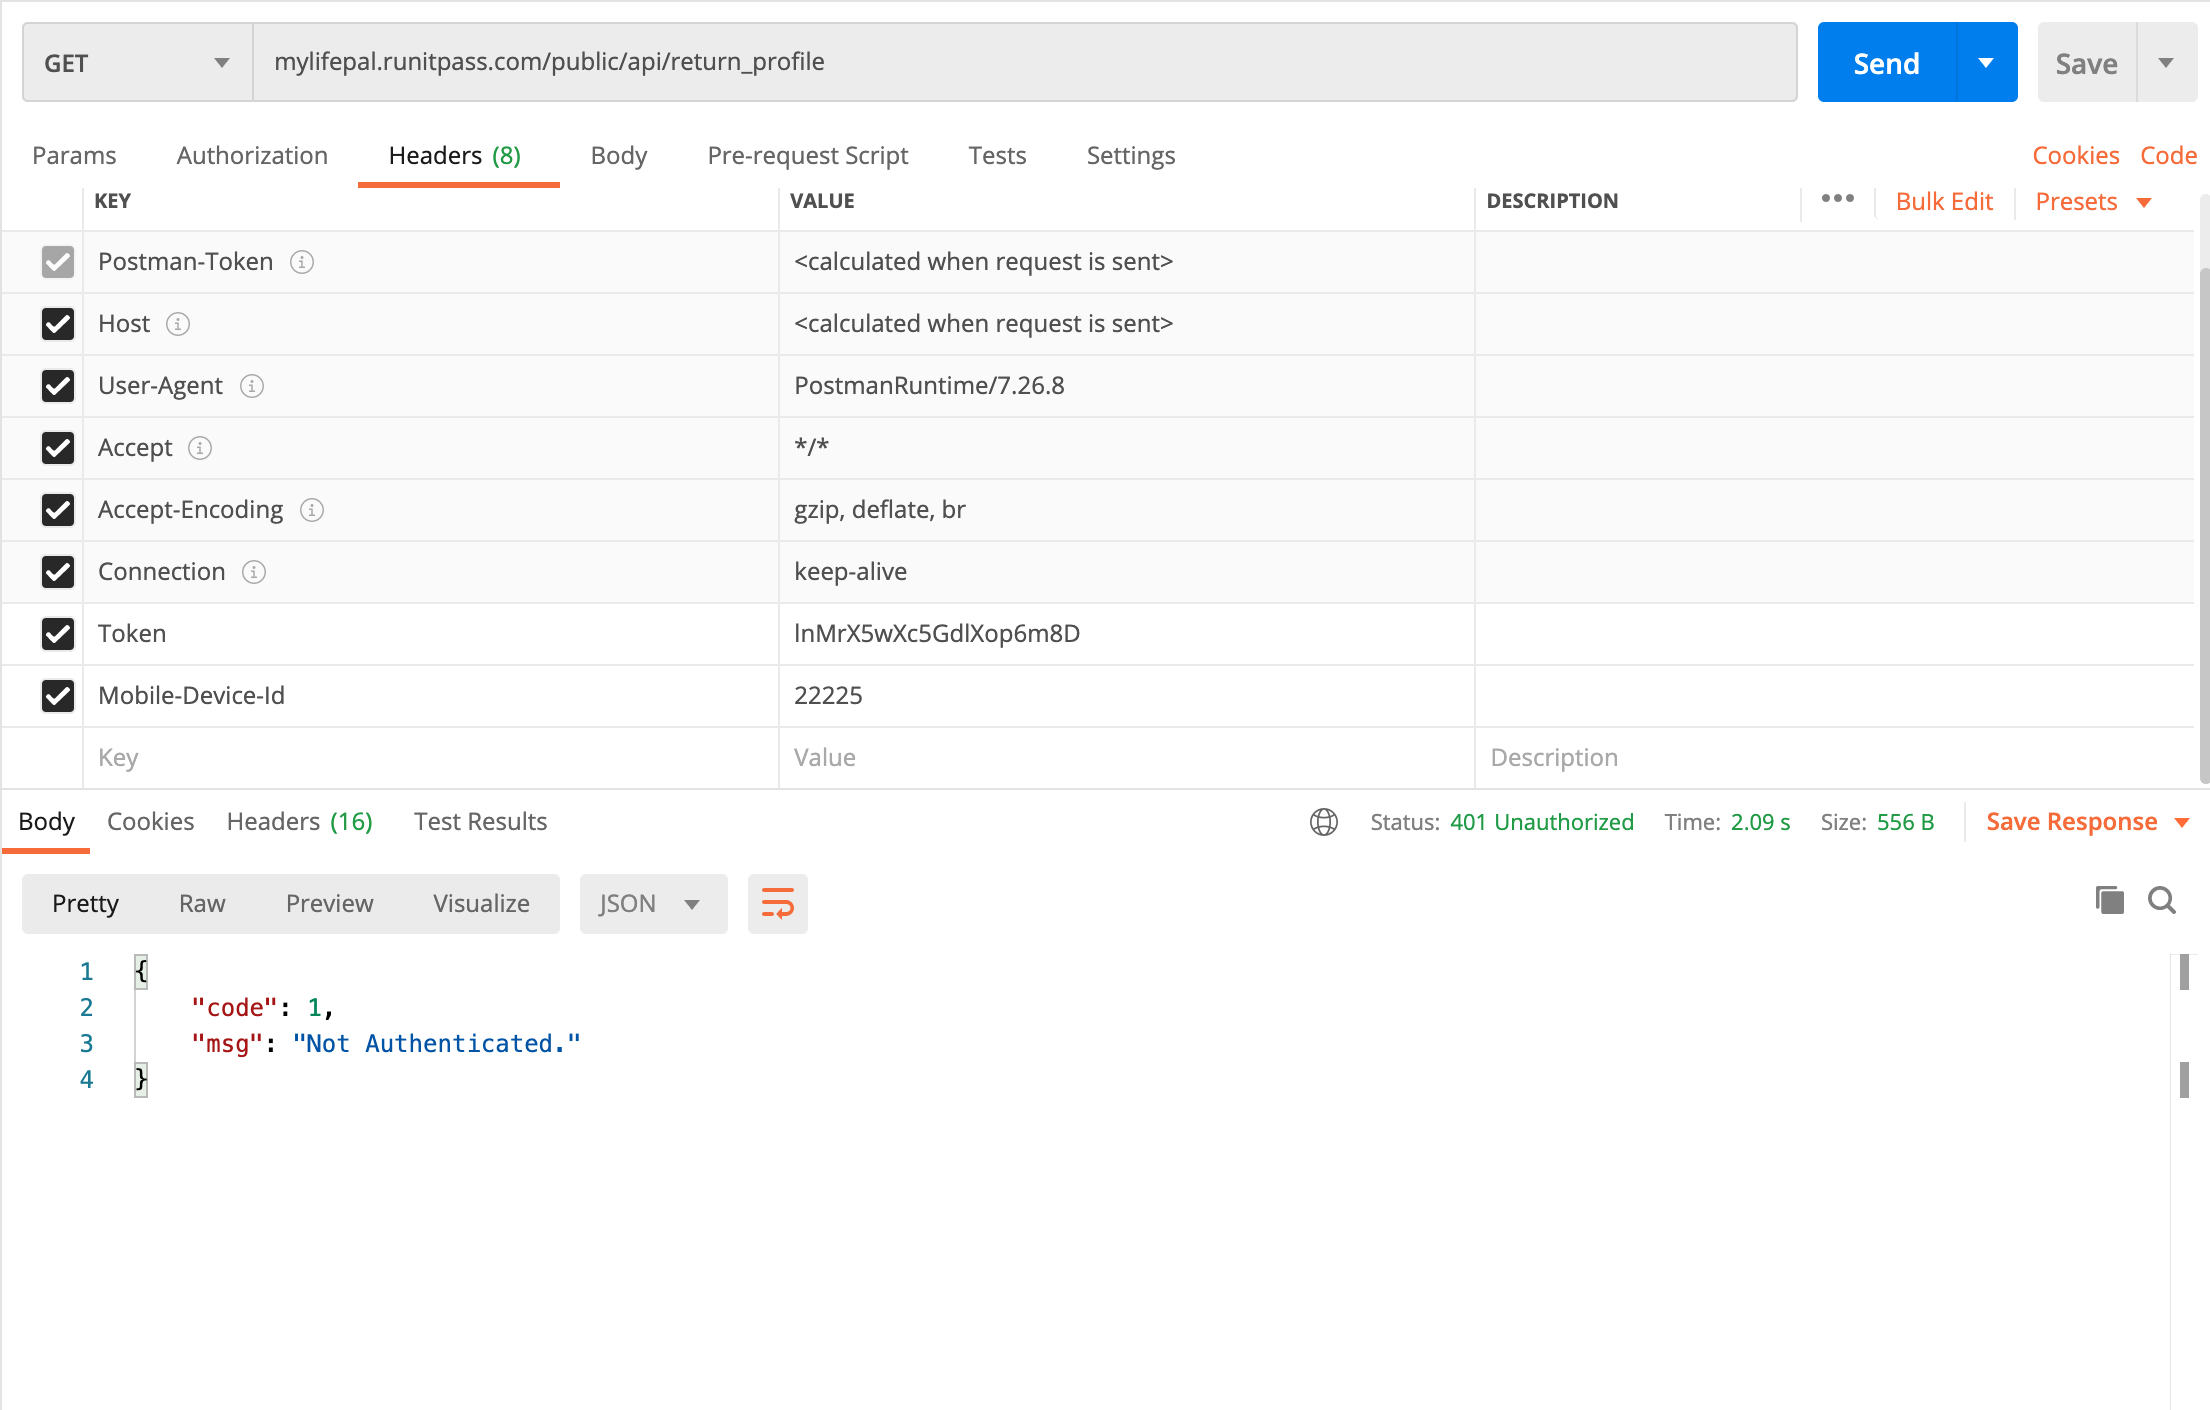 GET mylifepal.runitpass.com/public/api/return_profile Send Save
Params Authorization Headers (8) Body Pre-request Script Tests Settings Cookies Code
KEY VALUE DESCRIPTION ••• Bulk Edit Presets
Postman-Token <calculated when request is sent>
Host <calculated when request is sent>
User-Agent PostmanRuntime/7.26.8
Accept */*
Accept-Encoding gzip, deflate, br
Connection keep-alive
Token lnMrX5wXc5GdlXop6m8D
Mobile-Device-Id 22225
Key Value Description
Body Cookies Headers (16) Test Results Status: 401 Unauthorized Time: 2.09 s Size: 556 B Save Response
Pretty Raw Preview Visualize JSON
1 {
2 "code": 1,
3 "msg": "Not Authenticated."
4 }